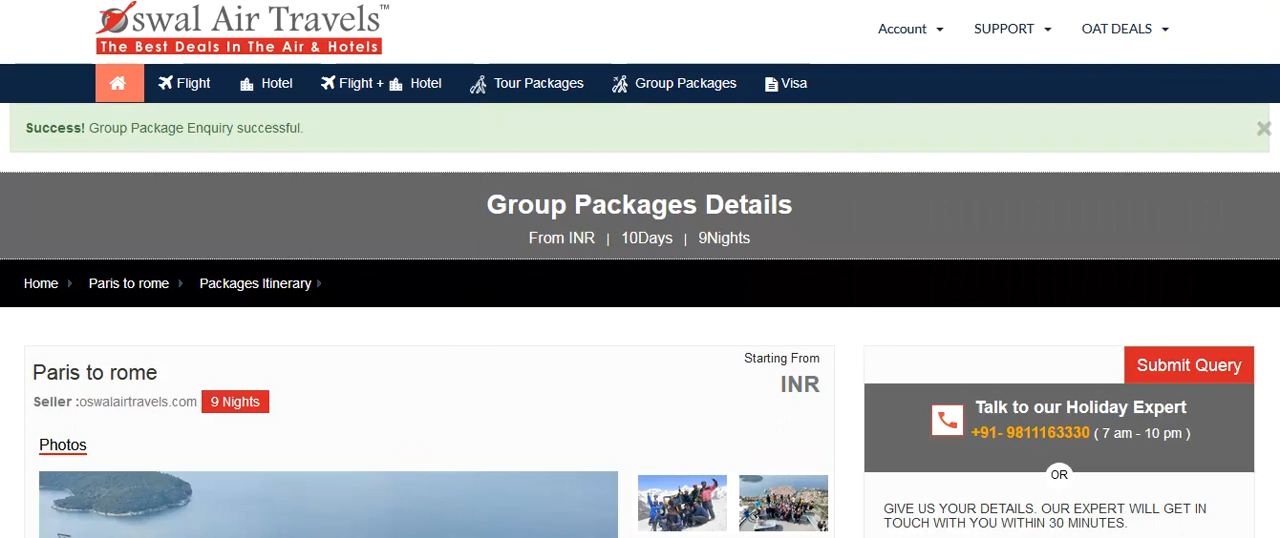 Oswal Air Travels™
The Best Deals In The Air & Hotels
Account SUPPORT OAT DEALS
Flight Hotel Flight + Hotel Tour Packages Group Packages Visa
Success! Group Package Enquiry successful. ×
Group Packages Details
From INR | 10Days | 9Nights
Home Paris to rome Packages Itinerary
Paris to rome
Seller :oswalairtravels.com 9 Nights
Starting From
INR
Photos
Submit Query
Talk to our Holiday Expert
+91- 9811163330 ( 7 am - 10 pm )
OR
GIVE US YOUR DETAILS. OUR EXPERT WILL GET IN
TOUCH WITH YOU WITHIN 30 MINUTES.